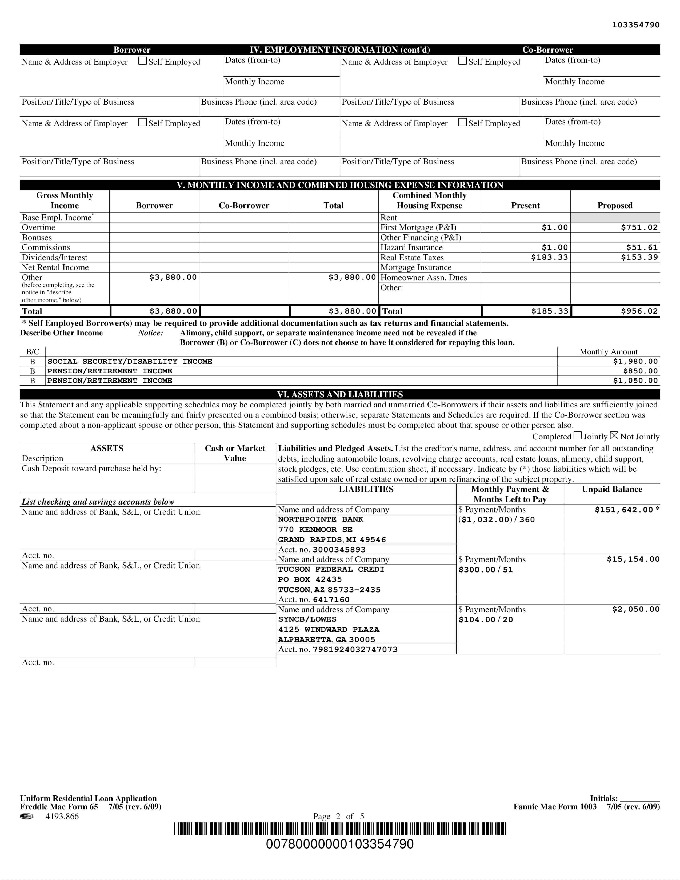 103354790
Borrower IV. EMPLOYMENT INFORMATION (cont'd) Co-Borrower
Name & Address of Employer ☐ Self Employed Dates (from-to) Name & Address of Employer ☐ Self Employed Dates (from-to)
Monthly Income Monthly Income
Position/Title/Type of Business Business Phone (incl. area code) Position/Title/Type of Business Business Phone (incl. area code)
Name & Address of Employer ☐ Self Employed Dates (from-to) Name & Address of Employer ☐ Self Employed Dates (from-to)
Monthly Income Monthly Income
Position/Title/Type of Business Business Phone (incl. area code) Position/Title/Type of Business Business Phone (incl. area code)
V. MONTHLY INCOME AND COMBINED HOUSING EXPENSE INFORMATION
Gross Monthly Income Borrower Co-Borrower Total Combined Monthly Housing Expense Present Proposed
Base Empl. Income* Rent
Overtime First Mortgage (P&I) $1.00 $751.02
Bonuses Other Financing (P&I)
Commissions Hazard Insurance $1.00 $51.61
Dividends/Interest Real Estate Taxes $183.33 $153.39
Net Rental Income Mortgage Insurance
Other $3,880.00 $3,880.00 Homeowner Assn. Dues
(before completing, see the Other
notice in "describe
other income," below)
Total $3,880.00 $3,880.00 Total $185.33 $956.02
* Self Employed Borrower(s) may be required to provide additional documentation such as tax returns and financial statements.
Describe Other Income Notice: Alimony, child support, or separate maintenance income need not be revealed if the
Borrower (B) or Co-Borrower (C) does not choose to have it considered for repaying this loan.
B/C Monthly Amount
B SOCIAL SECURITY/DISABILITY INCOME $1,980.00
B PENSION/RETIREMENT INCOME $850.00
B PENSION/RETIREMENT INCOME $1,050.00
VI. ASSETS AND LIABILITIES
This Statement and any applicable supporting schedules may be completed jointly by both married and unmarried Co-Borrowers if their assets and liabilities are sufficiently joined
so that the Statement can be meaningfully and fairly presented on a combined basis; otherwise, separate Statements and Schedules are required. If the Co-Borrower section was
completed about a non-applicant spouse or other person, this Statement and supporting schedules must be completed about that spouse or other person also.
Completed ☐ Jointly ☒ Not Jointly
ASSETS Cash or Market Value Liabilities and Pledged Assets. List the creditor's name, address, and account number for all outstanding
Description debts, including automobile loans, revolving charge accounts, real estate loans, alimony, child support,
Cash Deposit toward purchase held by: stock pledges, etc. Use continuation sheet, if necessary. Indicate by (*) those liabilities which will be
satisfied upon sale of real estate owned or upon refinancing of the subject property.
LIABILITIES Monthly Payment & Months Left to Pay Unpaid Balance
List checking and savings accounts below
Name and address of Bank, S&L, or Credit Union Name and address of Company $ Payment/Months $151,642.00 *
NORTHPOINTE BANK ($1,032.00)/360
770 KENMOOR SE
GRAND RAPIDS, MI 49546
Acct. no. 3000345893
Acct. no. Name and address of Company $ Payment/Months $15,154.00
Name and address of Bank, S&L, or Credit Union TUCSON FEDERAL CREDI $300.00/51
PO BOX 42435
TUCSON, AZ 85733-2435
Acct. no. 6417160
Acct. no. Name and address of Company $ Payment/Months $2,050.00
Name and address of Bank, S&L, or Credit Union SYNCB/LOWES $104.00/20
4125 WINDWARD PLAZA
ALPHARETTA, GA 30005
Acct. no. 7981924032747073
Acct. no.
Uniform Residential Loan Application Initials:
Freddie Mac Form 65 7/05 (rev. 6/09) Fannie Mae Form 1003 7/05 (rev. 6/09)
4193.866 Page 2 of 5
00780000000103354790